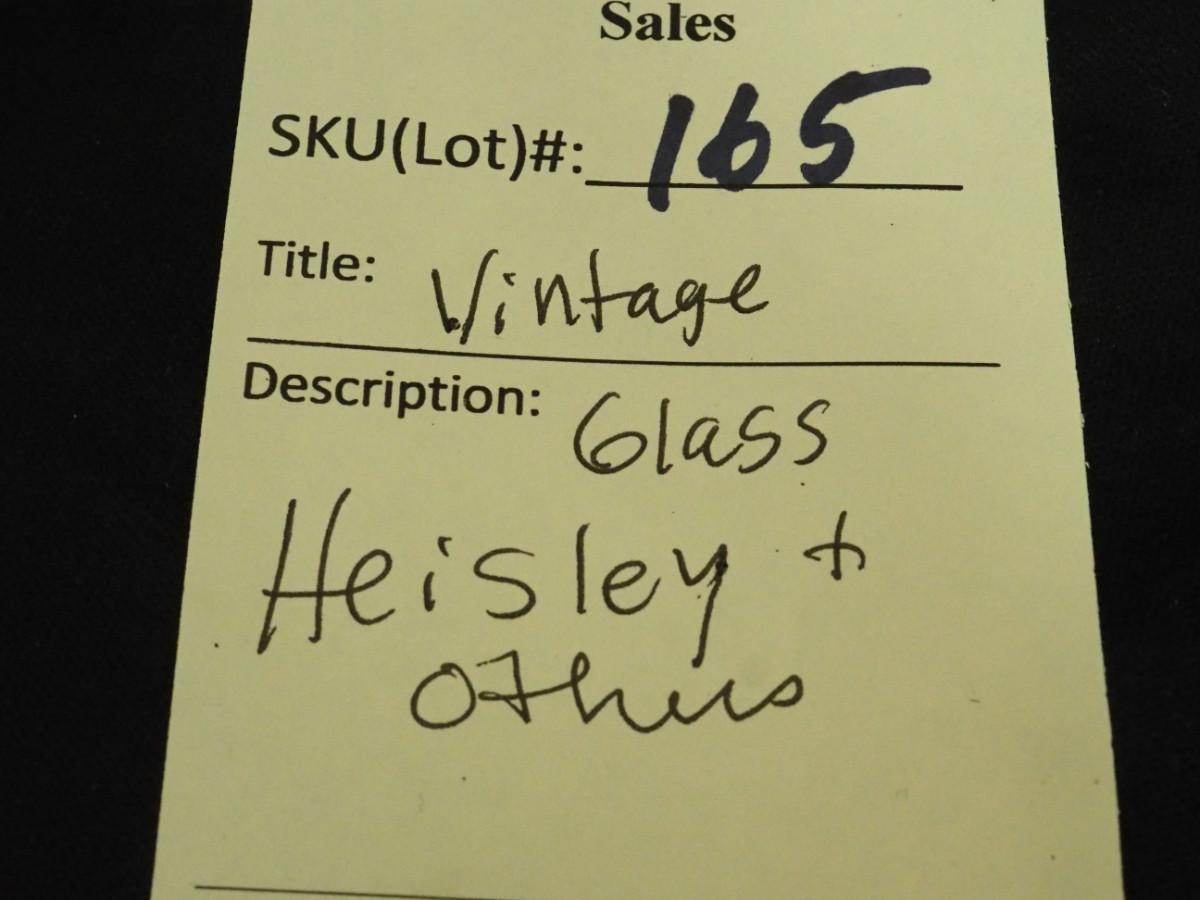 Sales
SKU(Lot)#: 165
Title: Vintage
Description: Glass
Heisley +
others